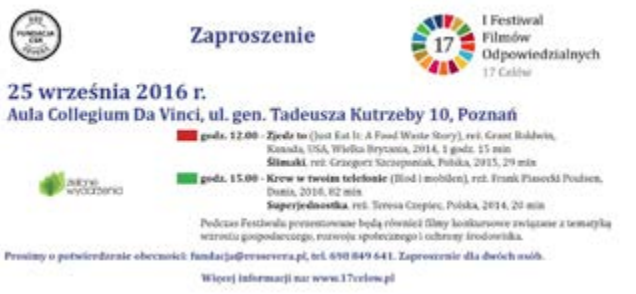 FUNDACJA
CSR
Zaproszenie
17
I Festiwal
Filmów
Odpowiedzialnych
17 Celów
25 września 2016 r.
Aula Collegium Da Vinci, ul. gen. Tadeusza Kutrzeby 10, Poznań
godz. 12.00 - Zjedz to (Just Eat It: A Food Waste Story), reż. Grant Baldwin,
Kanada, USA, Wielka Brytania, 2014, 1 godz. 15 min
Ślimaki, reż. Grzegorz Szczepaniak, Polska, 2015, 29 min
zielone
wydarzenia
godz. 15.00 - Krew w twoim telefonie (Blod i mobilen), reż. Frank Piasecki Poulsen,
Dania, 2010, 82 min
Superjednostka, reż. Teresa Czepiec, Polska, 2014, 20 min
Podczas Festiwalu prezentowane będą również filmy konkursowe związane z tematyką
wzrostu gospodarczego, rozwoju społecznego i ochrony środowiska.
Prosimy o potwierdzenie obecności: tel. 698 849 641. Zaproszenie dla dwóch osób.
Więcej informacji na: www.17celow.pl